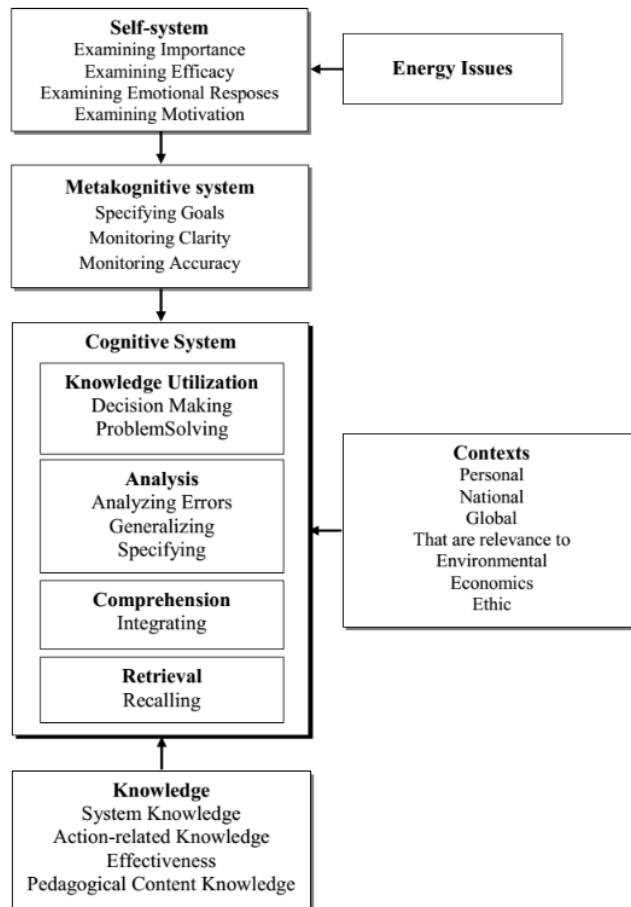 Self-system
Examining Importance
Examining Efficacy
Examining Emotional Resposes
Examining Motivation
Energy Issues
Metakognitive system
Specifying Goals
Monitoring Clarity
Monitoring Accuracy
Cognitive System
Knowledge Utilization
Decision Making
ProblemSolving
Analysis
Analyzing Errors
Generalizing
Specifying
Comprehension
Integrating
Retrieval
Recalling
Contexts
Personal
National
Global
That are relevance to
Environmental
Economics
Ethic
Knowledge
System Knowledge
Action-related Knowledge
Effectiveness
Pedagogical Content Knowledge